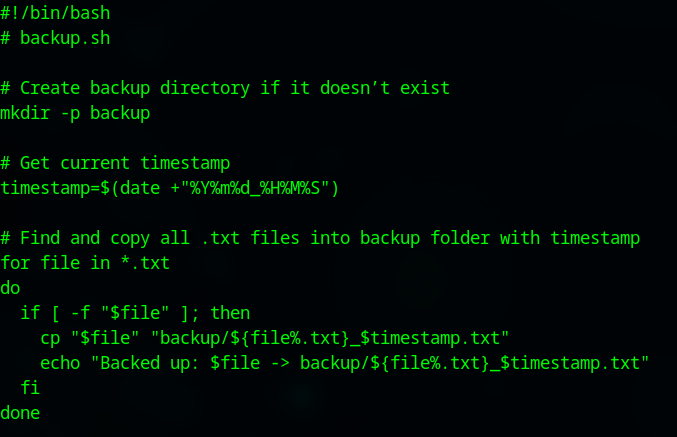 #!/bin/bash
# backup.sh

# Create backup directory if it doesn’t exist
mkdir -p backup

# Get current timestamp
timestamp=$(date +"%Y%m%d_%H%M%S")

# Find and copy all .txt files into backup folder with timestamp
for file in *.txt
do
  if [ -f "$file" ]; then
    cp "$file" "backup/${file%.txt}_$timestamp.txt"
    echo "Backed up: $file -> backup/${file%.txt}_$timestamp.txt"
  fi
done